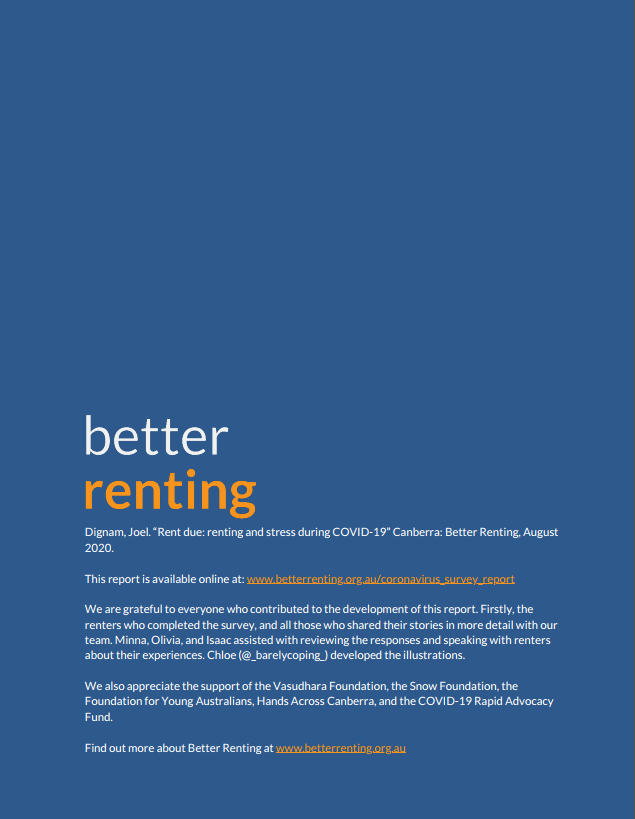 better
renting
Dignam, Joel. “Rent due: renting and stress during COVID-19” Canberra: Better Renting, August
2020.
This report is available online at: www.betterrenting.org.au/coronavirus_survey_report
We are grateful to everyone who contributed to the development of this report. Firstly, the
renters who completed the survey, and all those who shared their stories in more detail with our
team. Minna, Olivia, and Isaac assisted with reviewing the responses and speaking with renters
about their experiences. Chloe (@_barelycoping_) developed the illustrations.
We also appreciate the support of the Vasudhara Foundation, the Snow Foundation, the
Foundation for Young Australians, Hands Across Canberra, and the COVID-19 Rapid Advocacy
Fund.
Find out more about Better Renting at www.betterrenting.org.au